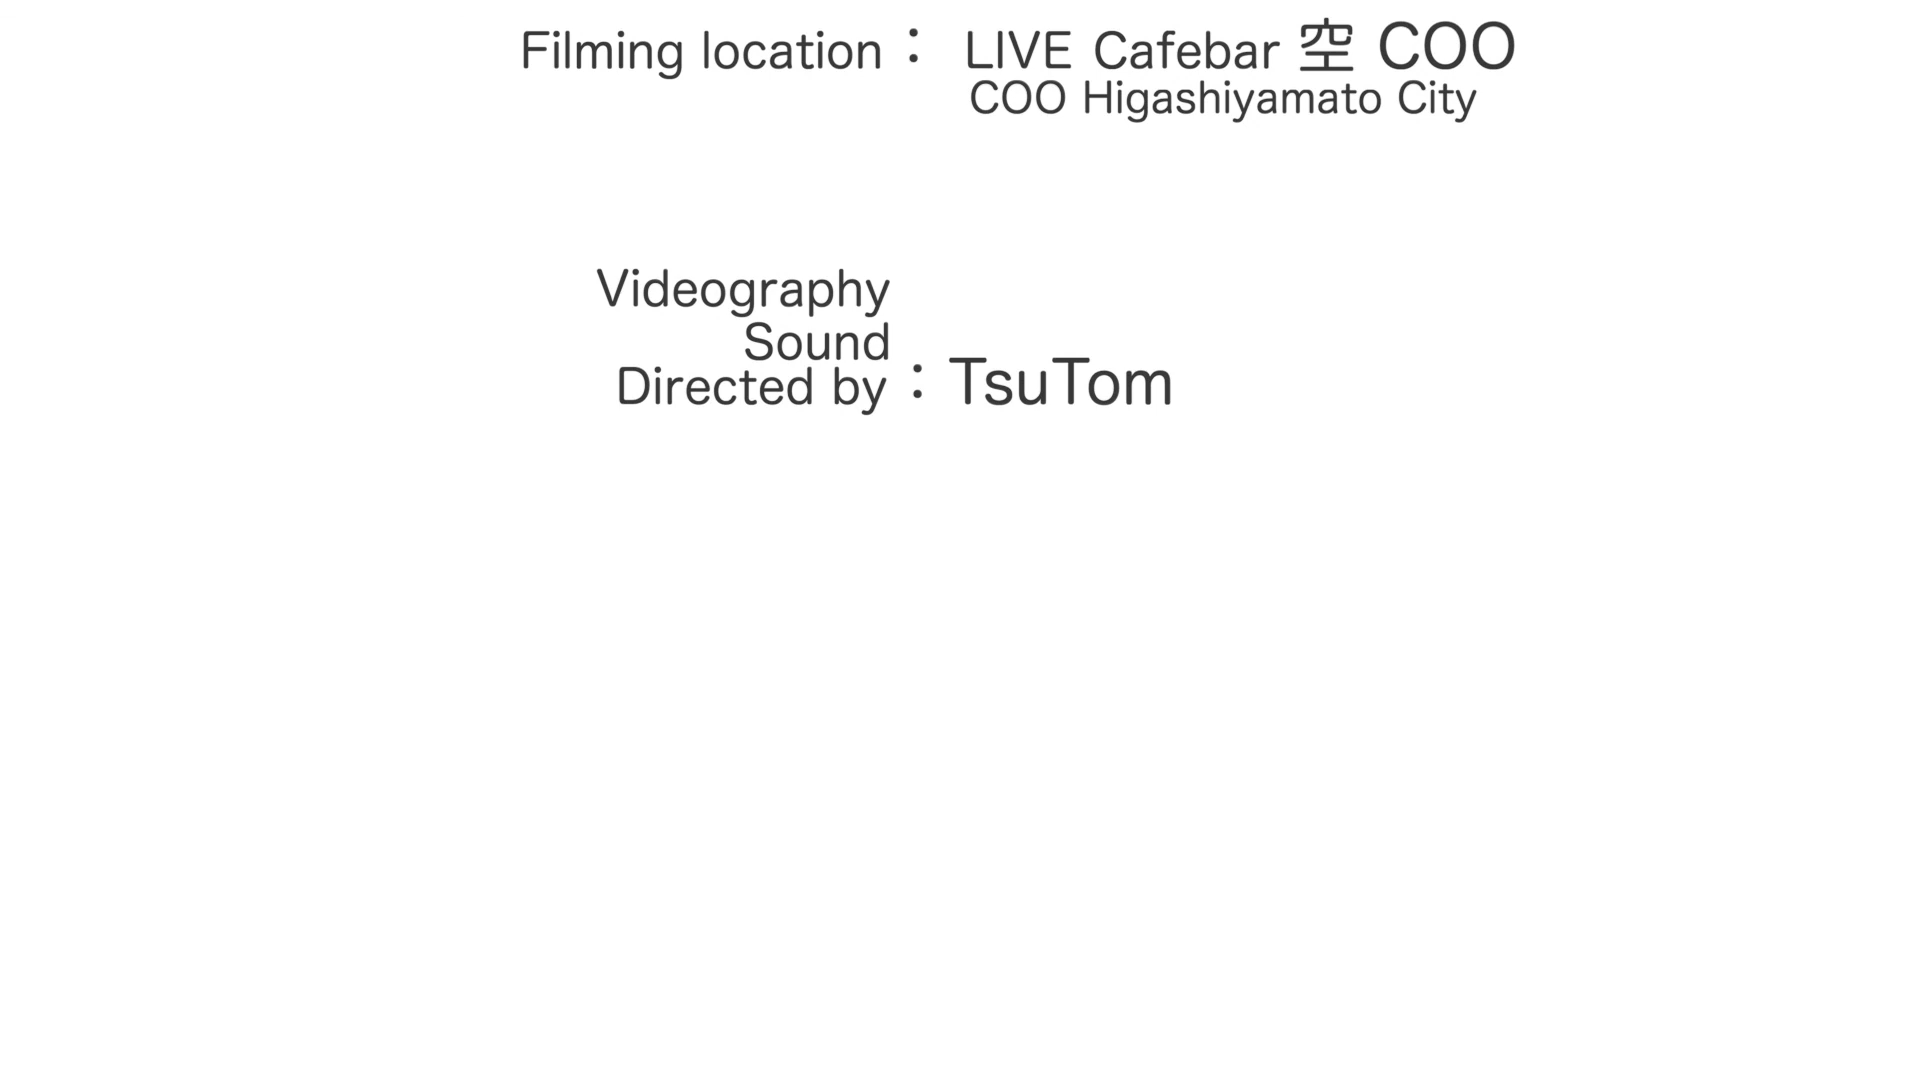 Filming location： LIVE Cafebar 空 COO
COO Higashiyamato City
Videography
Sound
Directed by：TsuTom